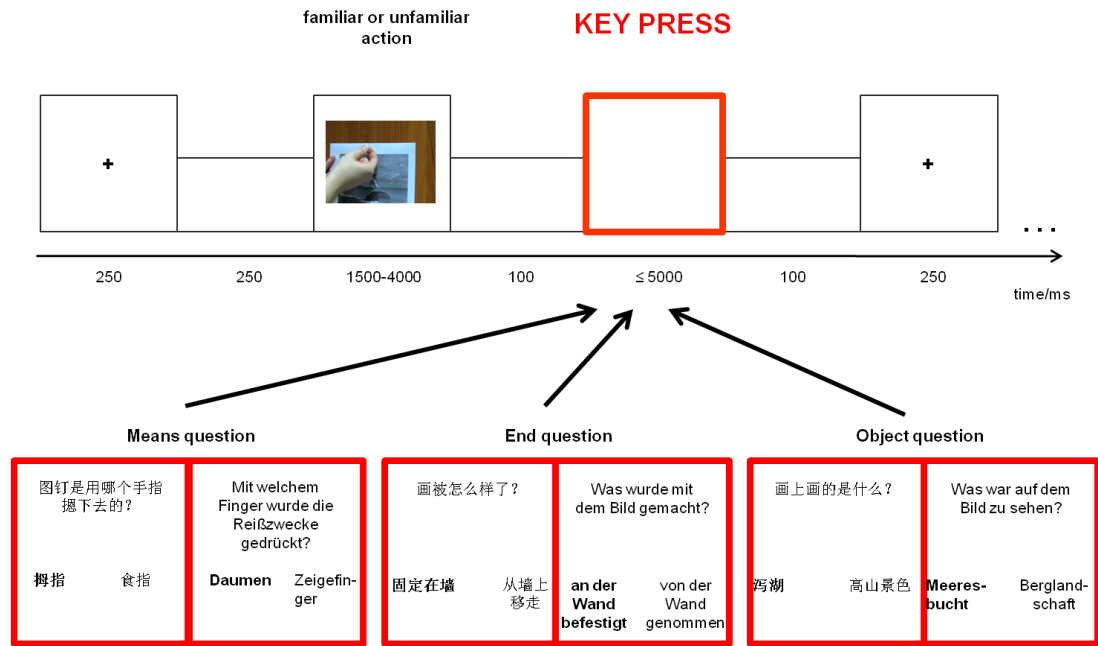 familiar or unfamiliar
action
KEY PRESS
+
+
...
250
250
1500-4000
100
≤ 5000
100
250
time/ms
Means question
End question
Object question
图钉是用哪个手指
摁下去的?
拇指
食指
Mit welchem
Finger wurde die
Reißzwecke
gedrückt?
Daumen
Zeigefin-
ger
画被怎么样了?
固定在墙
从墙上
移走
Was wurde mit
dem Bild gemacht?
an der
Wand
befestigt
von der
Wand
genommen
画上画的是什么?
泻湖
高山景色
Was war auf dem
Bild zu sehen?
Meeres-
bucht
Bergland-
schaft